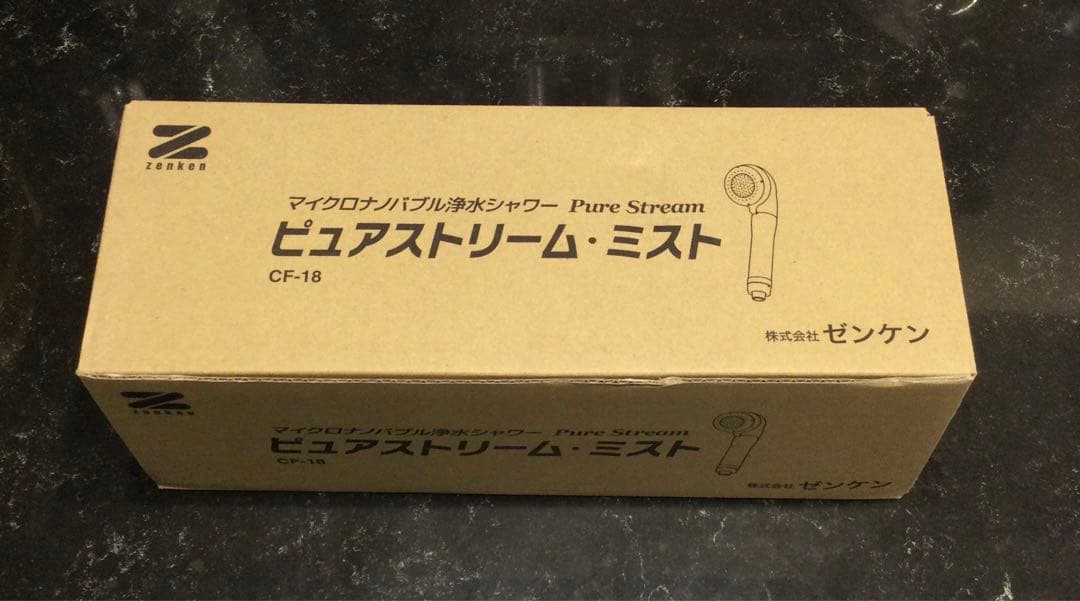 zenken
マイクロナノバブル浄水シャワー Pure Stream
ピュアストリーム・ミスト
CF-18
株式会社 ゼンケン
zenken
マイクロナノバブル浄水シャワー Pure Stream
ピュアストリーム・ミスト
CF-18
株式会社 ゼンケン